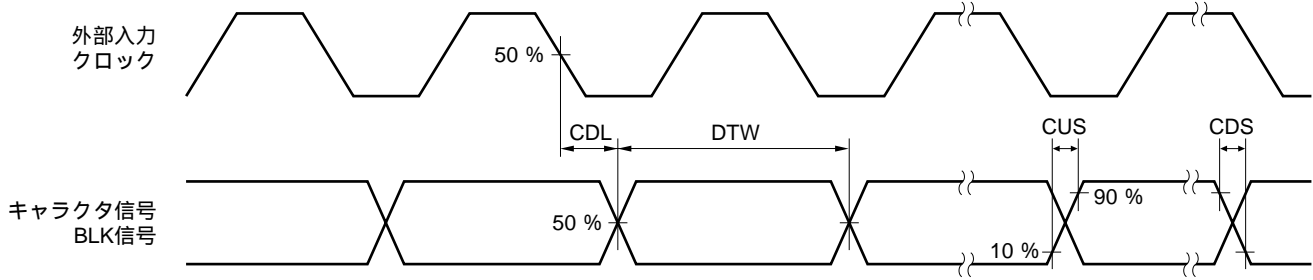 外部入力
クロック
50 %
CDL
DTW
CUS
CDS
キャラクタ信号
BLK信号
50 %
90 %
10 %